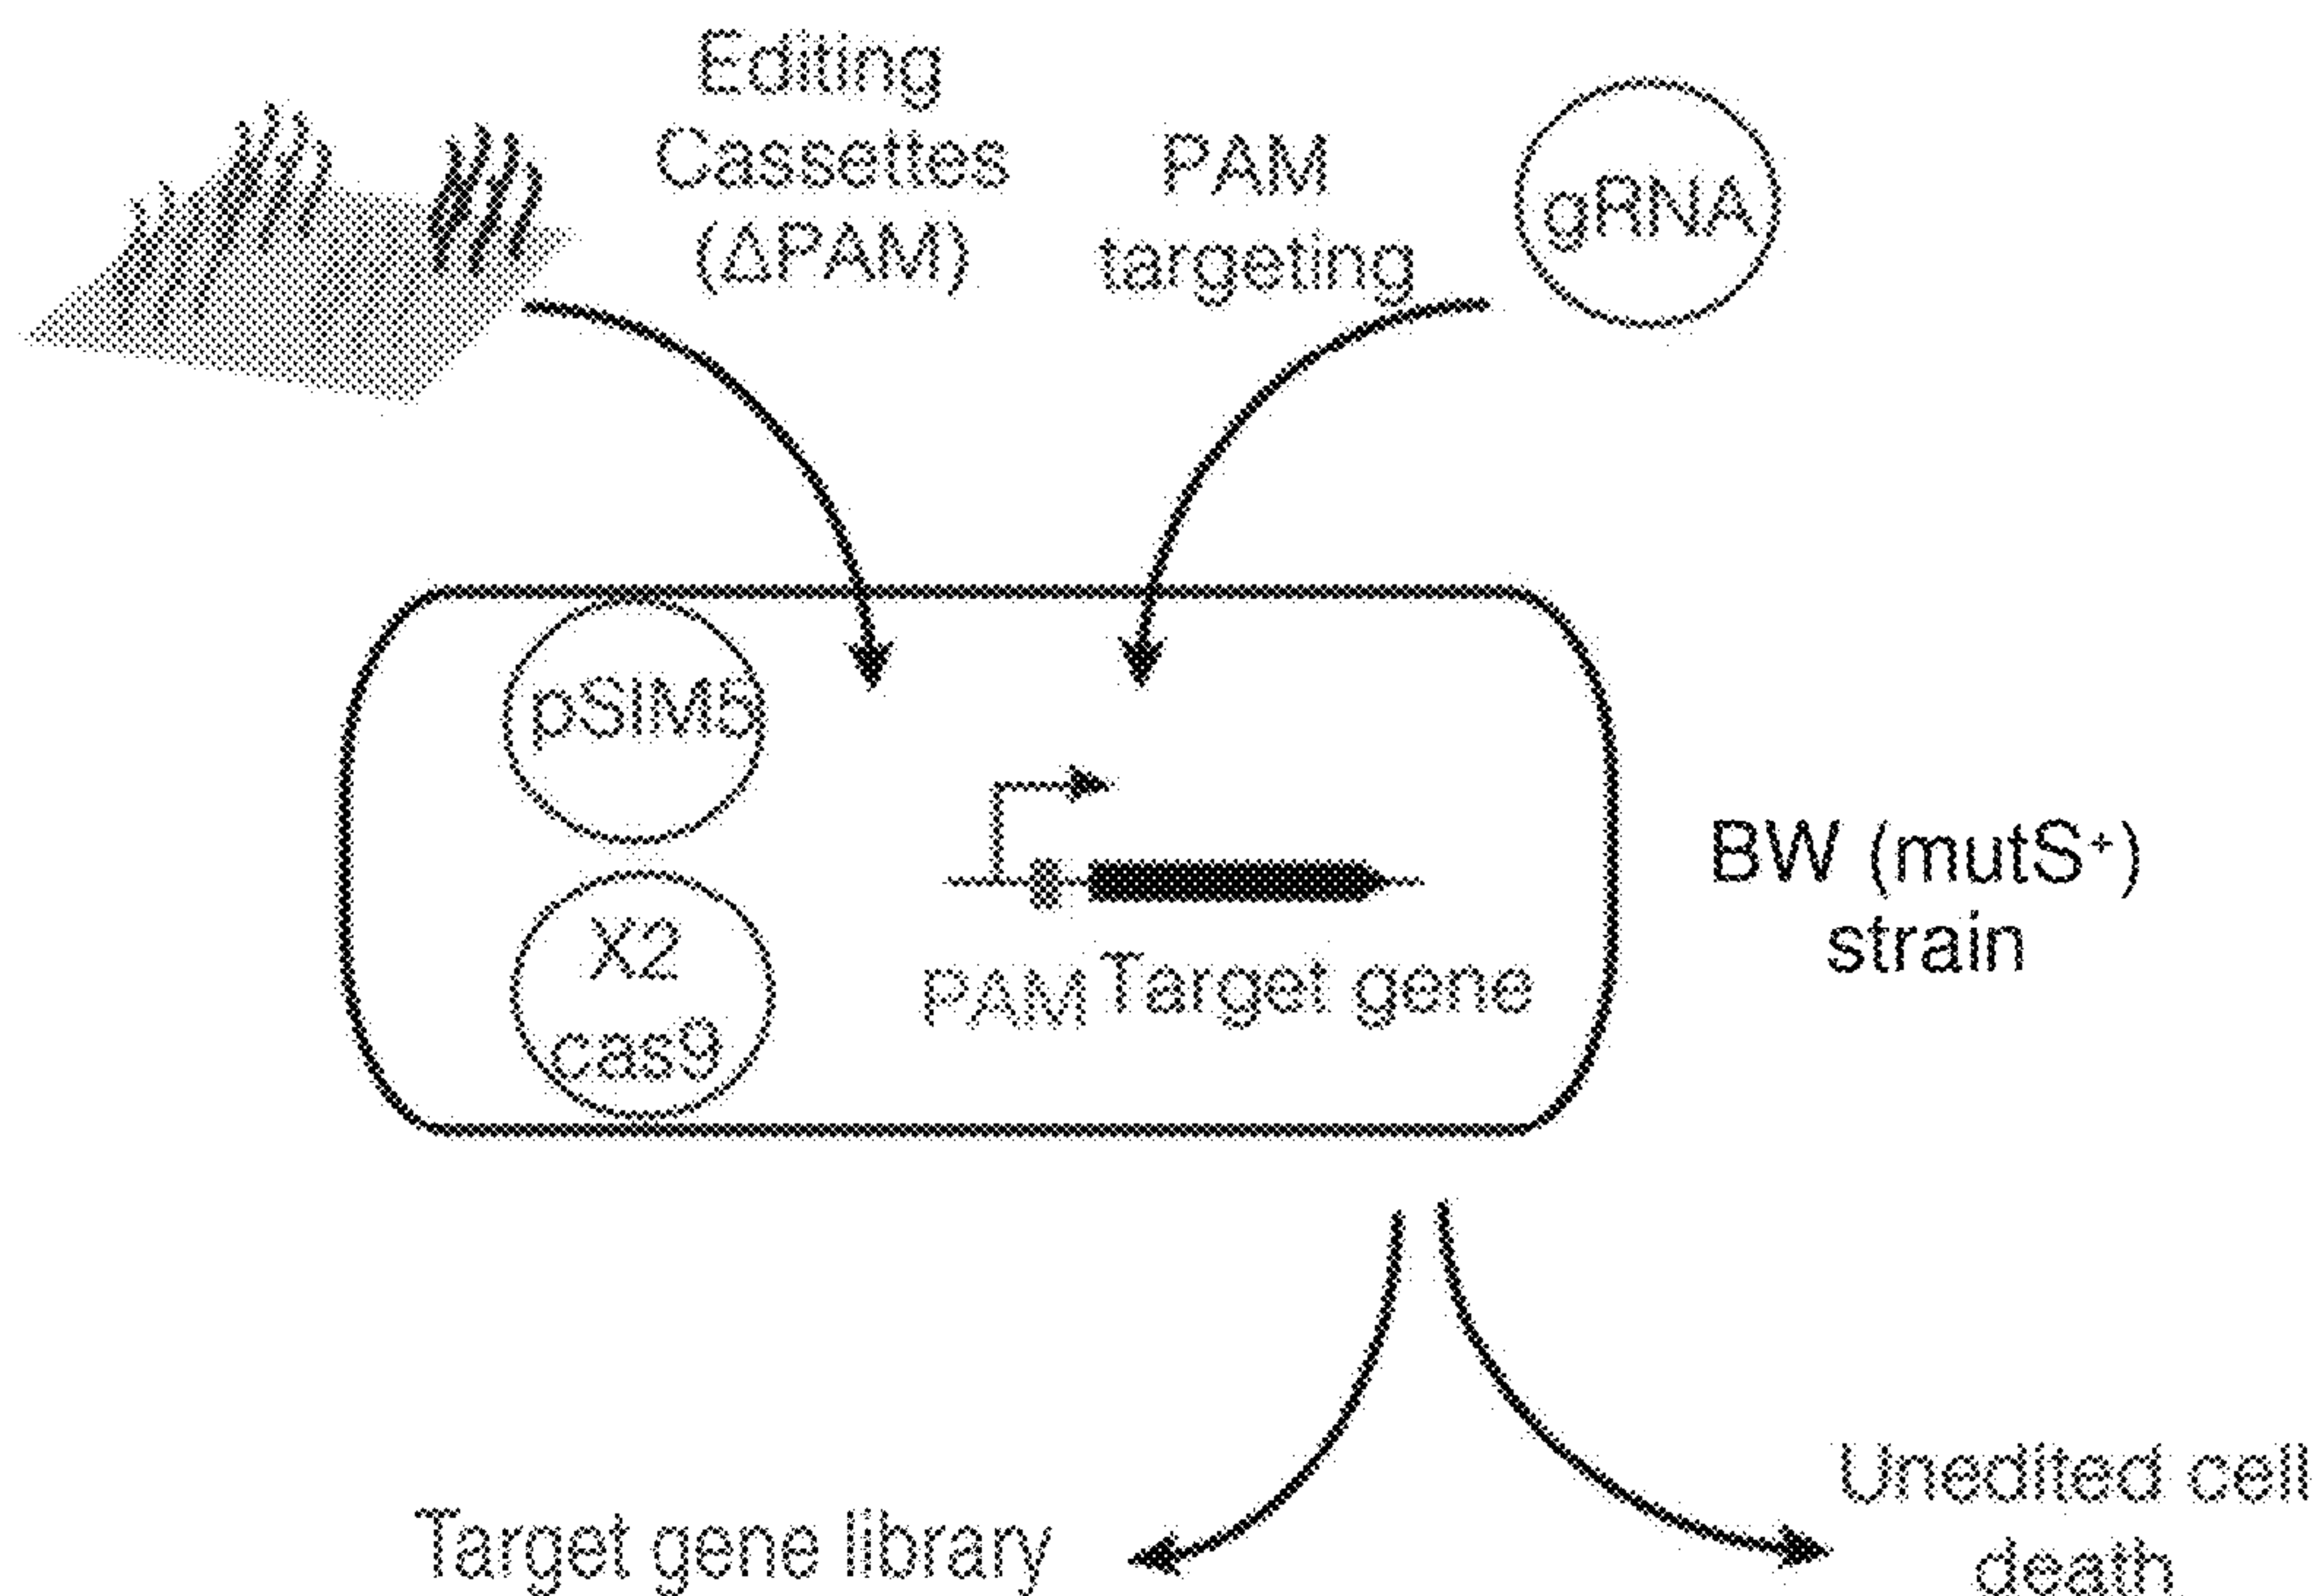 Editing
Cassettes
(ΔPAM)
PAM
targeting
gRNA
pSIM5
X2
cas9
PAM
Target gene
BW (mutS⁺)
strain
Target gene library
Unedited cell
death